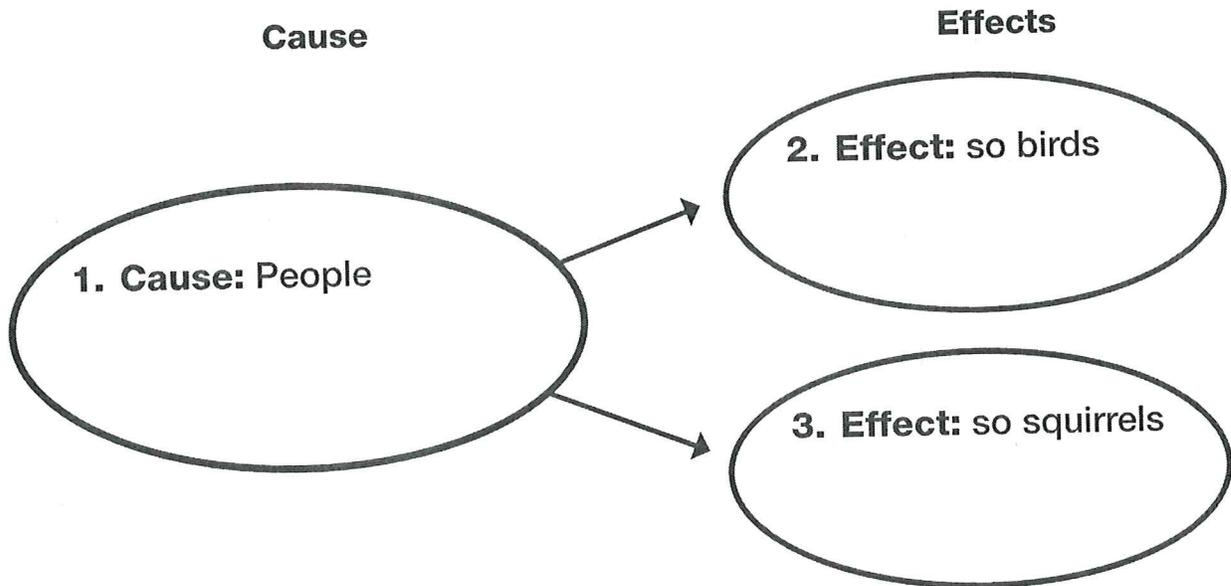 Cause
Effects
1. Cause: People
2. Effect: so birds
3. Effect: so squirrels